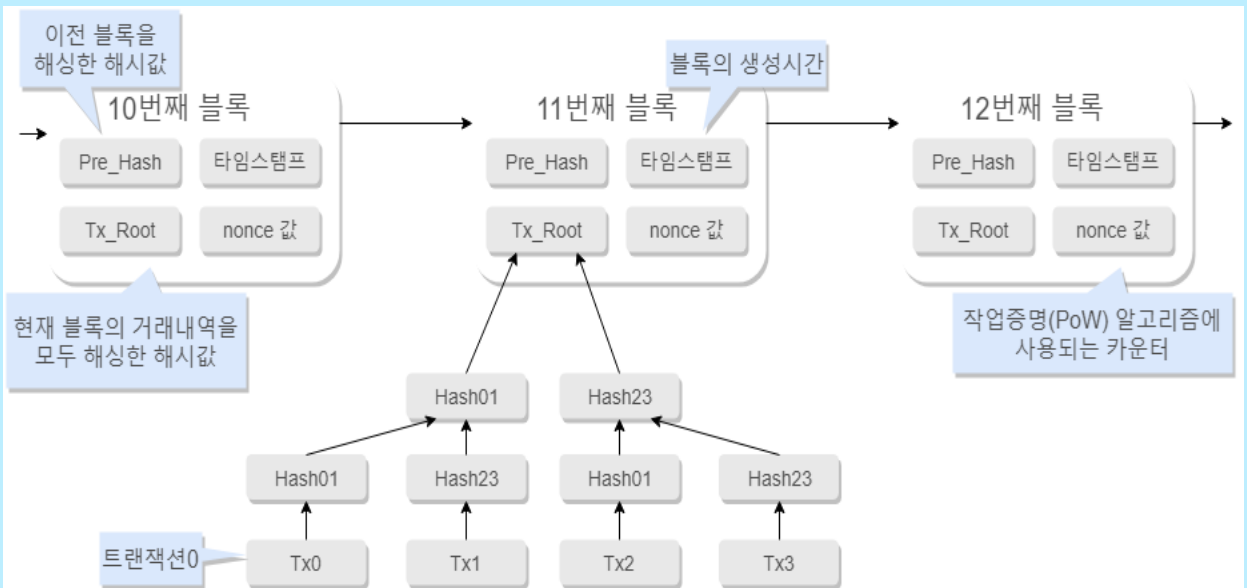 이전 블록을
해싱한 해시값
블록의 생성시간
10번째 블록
11번째 블록
12번째 블록
Pre_Hash
타임스탬프
Pre_Hash
타임스탬프
Pre_Hash
타임스탬프
Tx_Root
nonce 값
Tx_Root
nonce 값
Tx_Root
nonce 값
현재 블록의 거래내역을
모두 해싱한 해시값
작업증명(PoW) 알고리즘에
사용되는 카운터
Hash01
Hash23
Hash01
Hash23
Hash01
Hash23
트랜잭션0
Tx0
Tx1
Tx2
Tx3